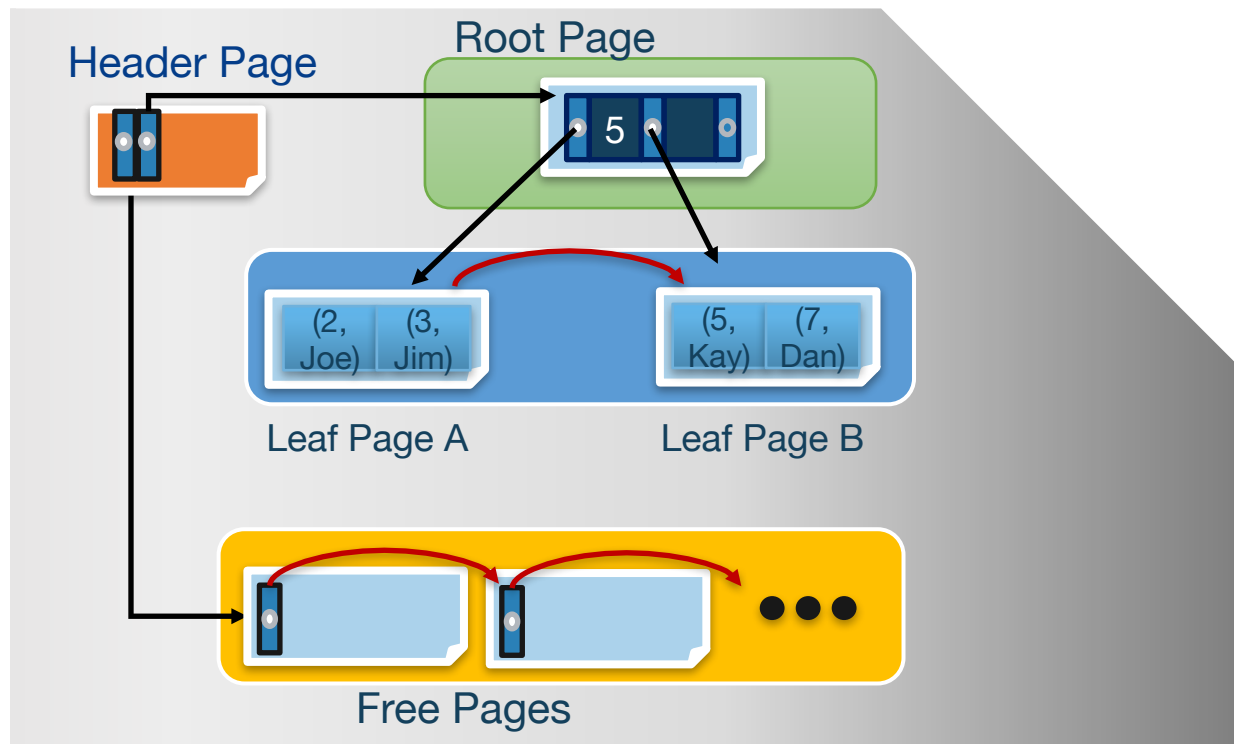 Root Page
Header Page
5
(2,
Joe)
(3,
Jim)
(5,
Kay)
(7,
Dan)
Leaf Page A
Leaf Page B
Free Pages